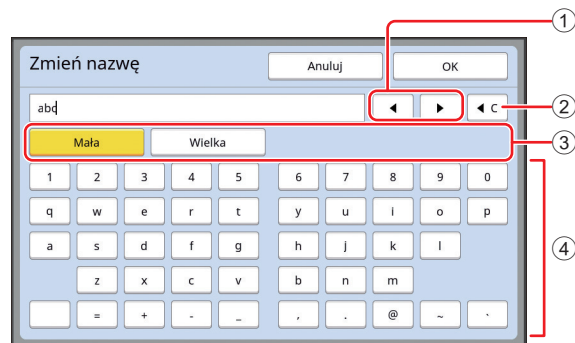 1
Zmień nazwę Anuluj OK
abc ◄ ► ◄ C 2
Mała Wielka 3
1 2 3 4 5 6 7 8 9 0
q w e r t y u i o p
a s d f g h j k l 4
z x c v b n m
= + - _ , . @ ~ `